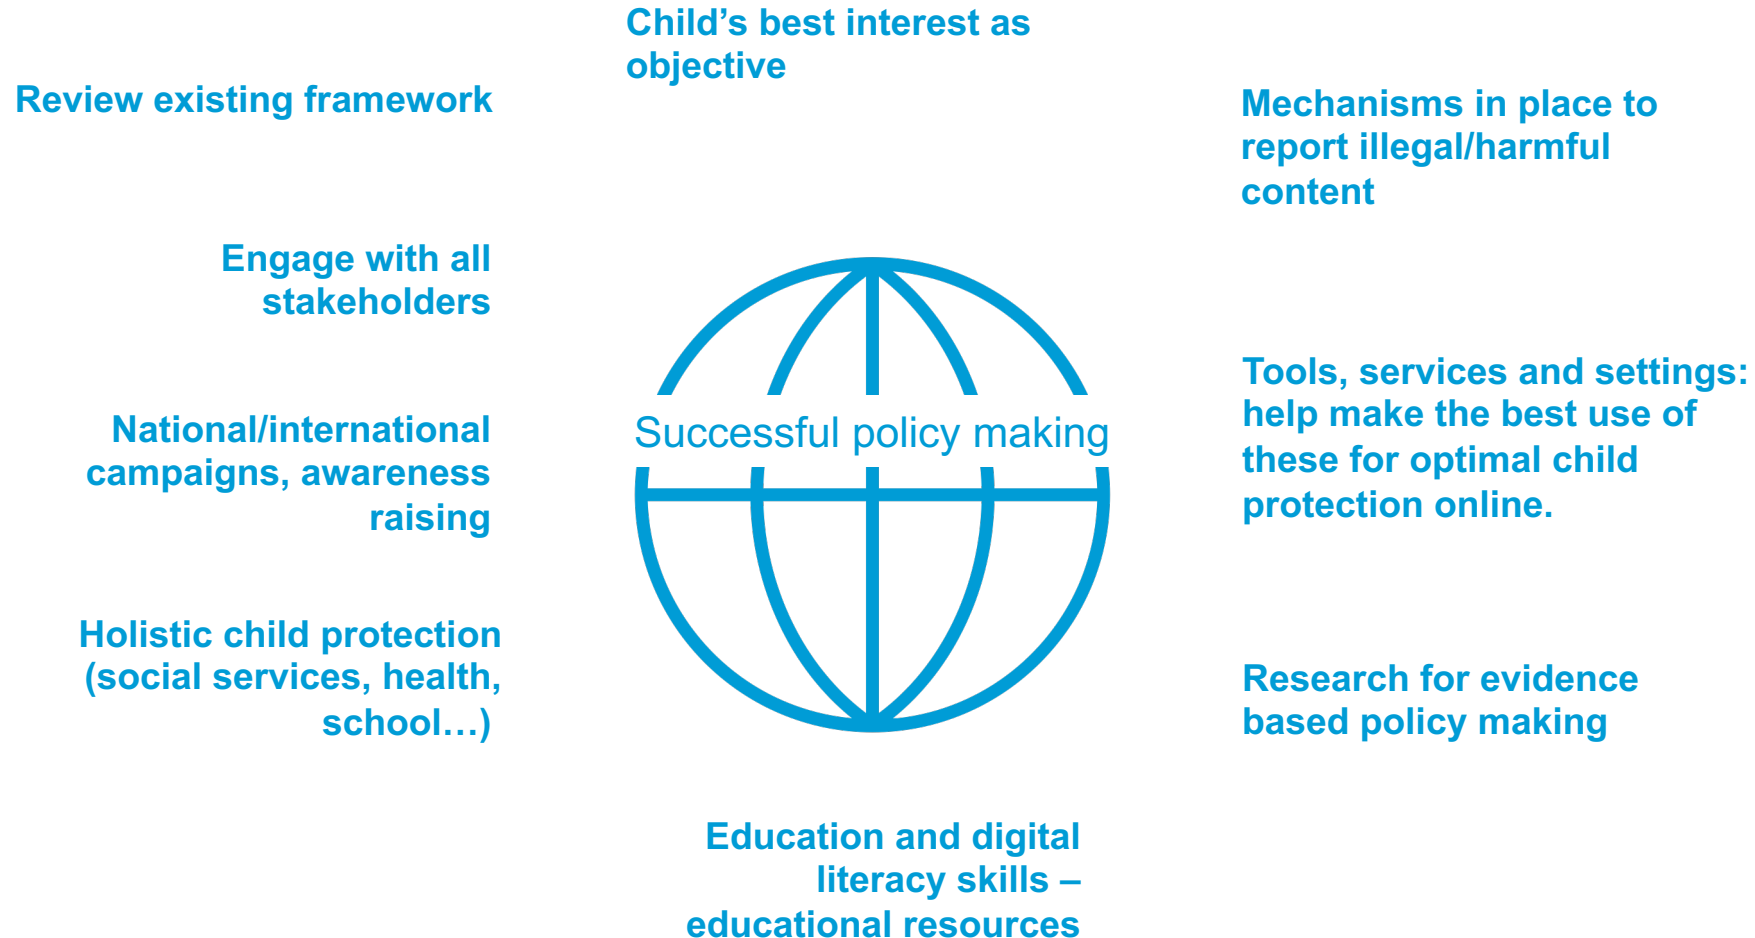 Child’s best interest as
objective
Review existing framework
Mechanisms in place to
report illegal/harmful
content
Engage with all
stakeholders
Tools, services and settings:
help make the best use of
these for optimal child
protection online.
Successful policy making
National/international
campaigns, awareness
raising
Holistic child protection
(social services, health,
school…)
Research for evidence
based policy making
Education and digital
literacy skills –
educational resources